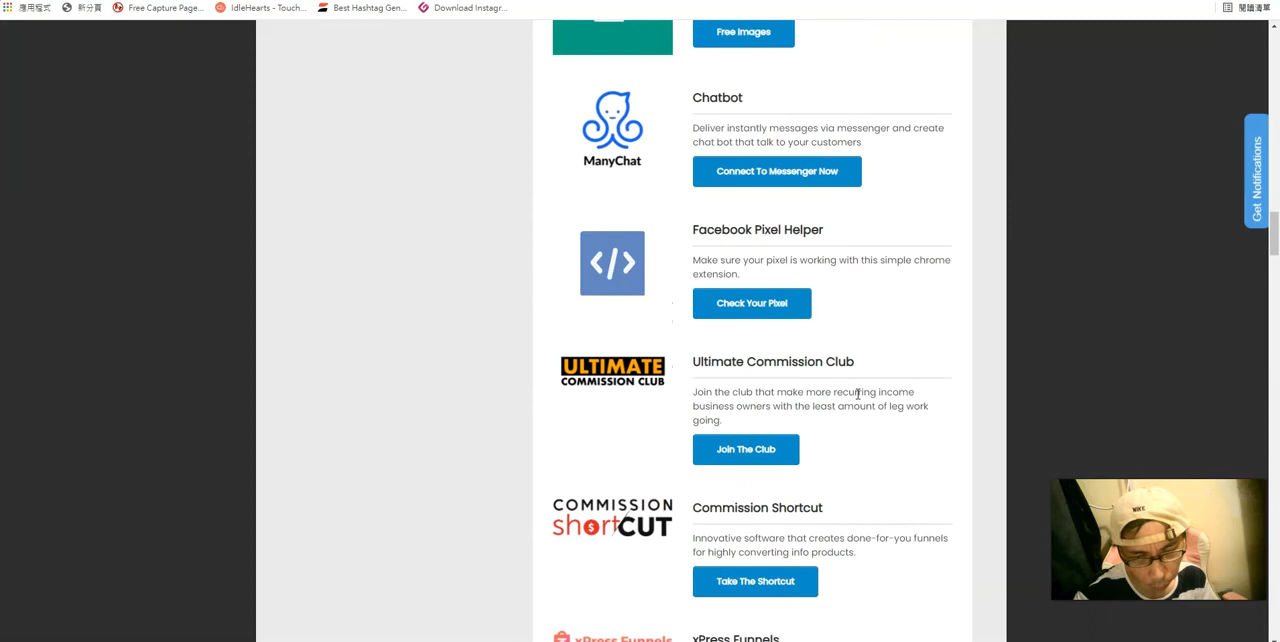 應用程式
新分頁
Free Capture Page...
IdleHearts - Touch...
Best Hashtag Gen...
Download Instagr...
閱讀清單
Free Images
Get Notifications
ManyChat
Chatbot
Deliver instantly messages via messenger and create
chat bot that talk to your customers
Connect To Messenger Now
</>
Facebook Pixel Helper
Make sure your pixel is working with this simple chrome
extension.
Check Your Pixel
ULTIMATE
COMMISSION CLUB
Ultimate Commission Club
Join the club that make more recurring income
business owners with the least amount of leg work
going.
Join The Club
COMMISSION
shortCUT
Commission Shortcut
Innovative software that creates done-for-you funnels
for highly converting info products.
Take The Shortcut
NIKE
xPress Funnels
xPress Funnels